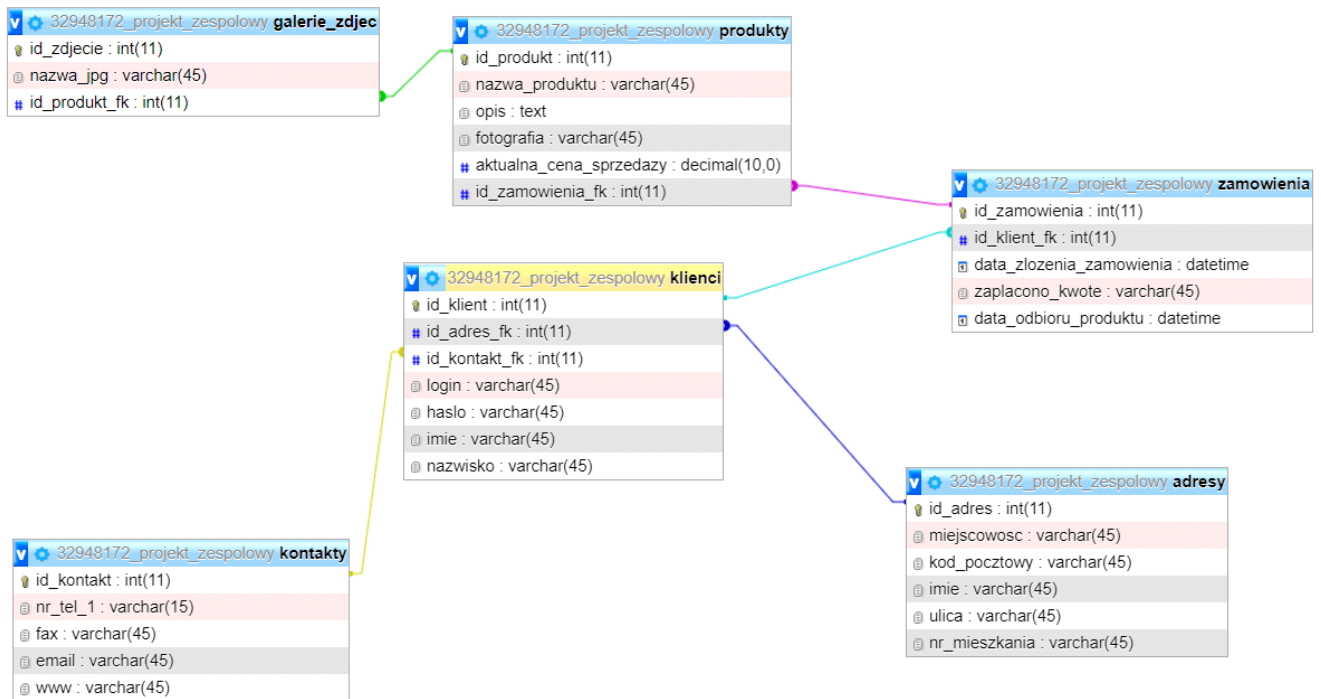 32948172_projekt_zespolowy galerie_zdjec
id_zdjecie : int(11)
nazwa_jpg : varchar(45)
id_produkt_fk : int(11)
32948172_projekt_zespolowy produkty
id_produkt : int(11)
nazwa_produktu : varchar(45)
opis : text
fotografia : varchar(45)
aktualna_cena_sprzedazy : decimal(10,0)
id_zamowienia_fk : int(11)
32948172_projekt_zespolowy zamowienia
id_zamowienia : int(11)
id_klient_fk : int(11)
data_zlozenia_zamowienia : datetime
zaplacono_kwote : varchar(45)
data_odbioru_produktu : datetime
32948172_projekt_zespolowy klienci
id_klient : int(11)
id_adres_fk : int(11)
id_kontakt_fk : int(11)
login : varchar(45)
haslo : varchar(45)
imie : varchar(45)
nazwisko : varchar(45)
32948172_projekt_zespolowy adresy
id_adres : int(11)
miejscowosc : varchar(45)
kod_pocztowy : varchar(45)
imie : varchar(45)
ulica : varchar(45)
nr_mieszkania : varchar(45)
32948172_projekt_zespolowy kontakty
id_kontakt : int(11)
nr_tel_1 : varchar(15)
fax : varchar(45)
email : varchar(45)
www : varchar(45)